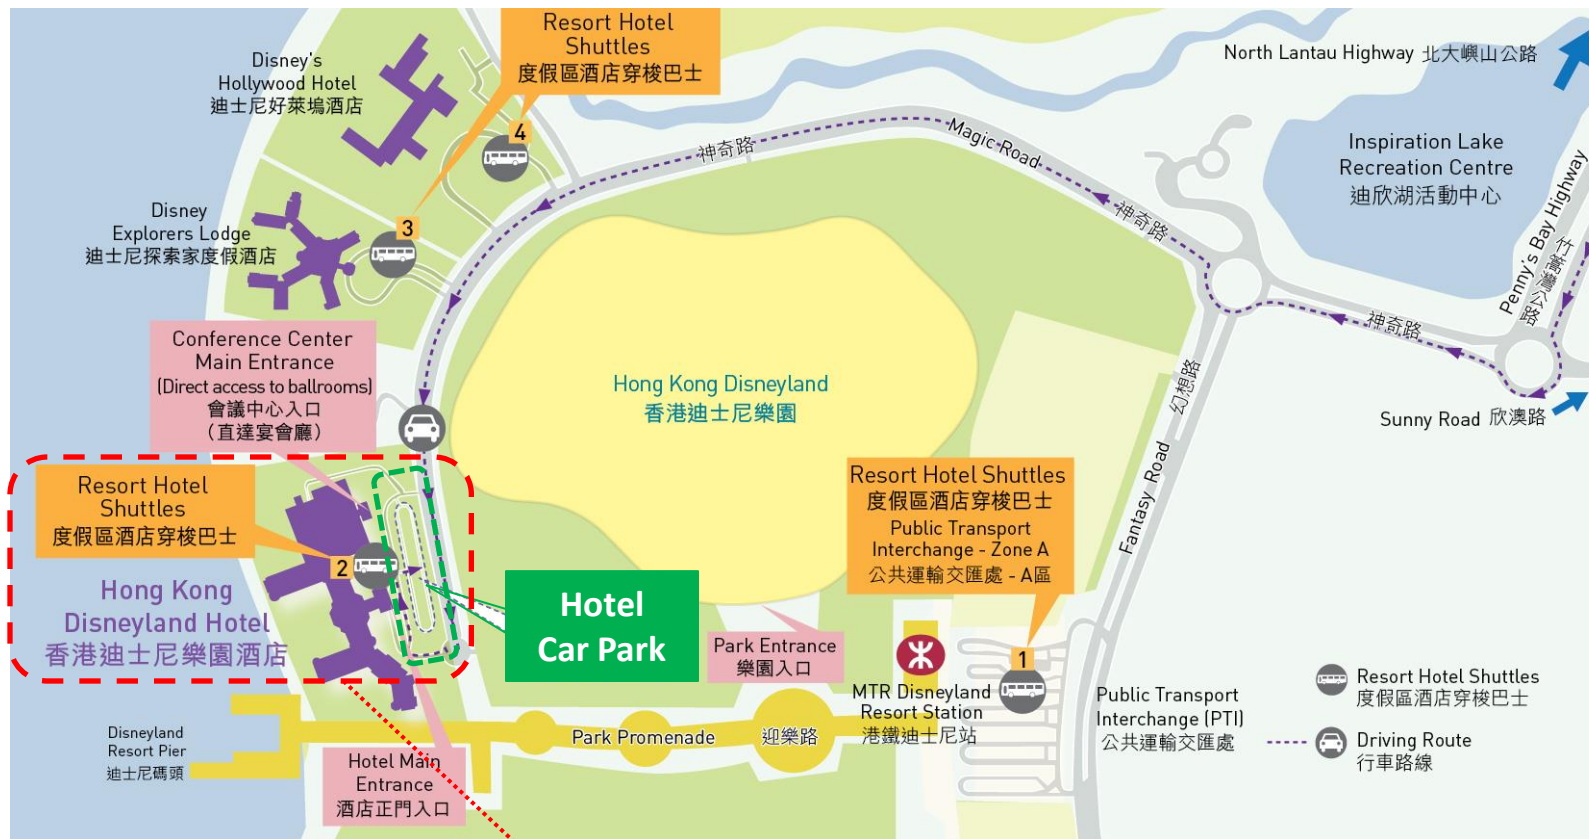 Resort Hotel
Shuttles
度假區酒店穿梭巴士
Disney's
Hollywood Hotel
迪士尼好萊塢酒店
4
North Lantau Highway 北大嶼山公路
神奇路
Magic Road
Inspiration Lake
Recreation Centre
迪欣湖活動中心
Penny's Bay Highway
竹篙灣公路
神奇路
Disney
Explorers Lodge
迪士尼探索家度假酒店
3
神奇路
Sunny Road 欣澳路
Conference Center
Main Entrance
(Direct access to ballrooms)
會議中心入口
（直達宴會廳）
Hong Kong Disneyland
香港迪士尼樂園
幻想路
Fantasy Road
Resort Hotel
Shuttles
度假區酒店穿梭巴士
2
Hong Kong
Disneyland Hotel
香港迪士尼樂園酒店
Hotel
Car Park
Resort Hotel Shuttles
度假區酒店穿梭巴士
Public Transport
Interchange - Zone A
公共運輸交匯處 - A區
1
Park Entrance
樂園入口
MTR Disneyland
Resort Station
港鐵迪士尼站
Public Transport
Interchange (PTI)
公共運輸交匯處
Resort Hotel Shuttles
度假區酒店穿梭巴士
Driving Route
行車路線
Disneyland
Resort Pier
迪士尼碼頭
Park Promenade 迎樂路
Hotel Main
Entrance
酒店正門入口